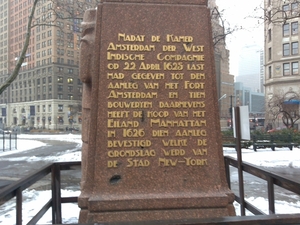 Nadat de Kamer
Amsterdam der West
Indische Compagnie
op 22 April 1625 last
had gegeven tot den
aanleg van het Fort
Amsterdam en tien
bouweryen daarnevens
heeft de koop van het
Eiland Manhattan
in 1626 dien aanleg
bevestigd welke de
grondslag werd van
de Stad New-York